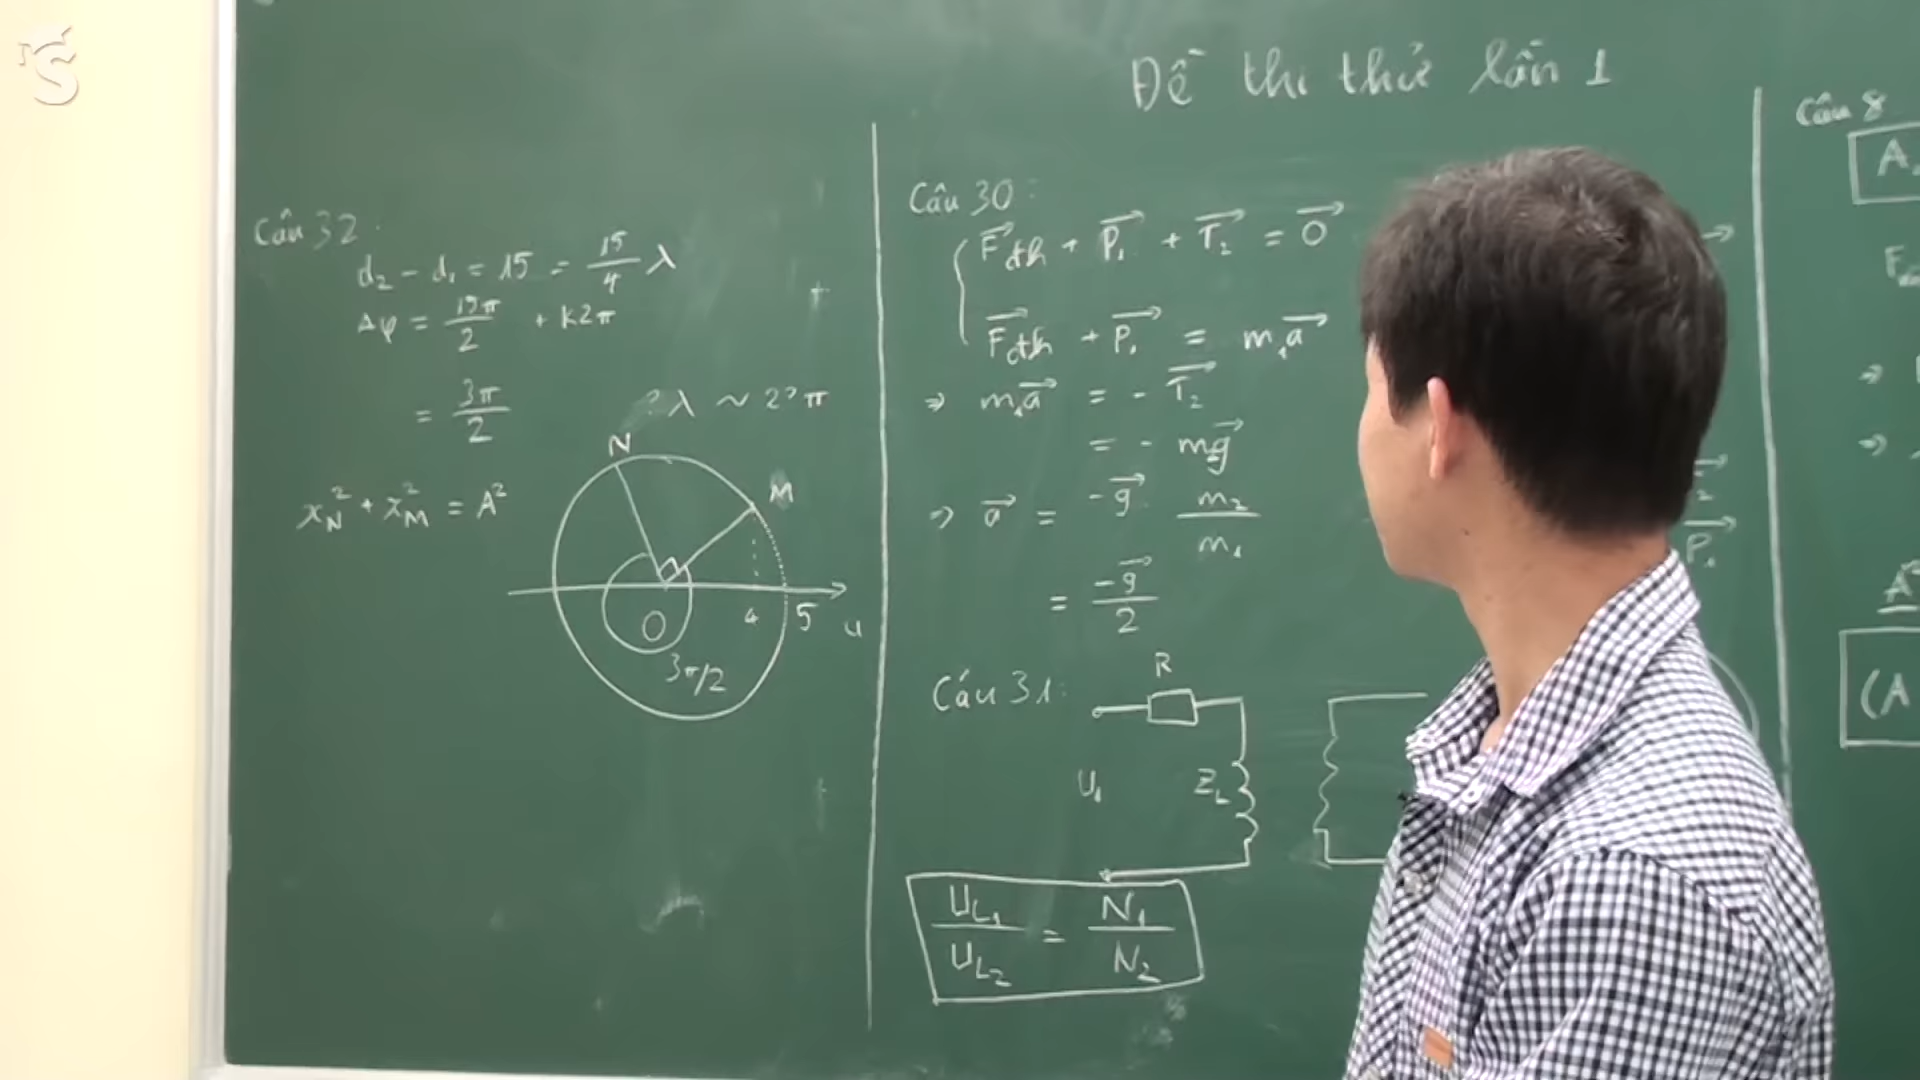 S
Đề thi thử lần 1
Câu 32:
d₂ - d₁ = 15 = 15/4 λ
Δφ = 15π/2 + k2π
= 3π/2
λ ~ 2π
x_N² + x_M² = A²
N
M
O
4
5
u
3π/2
Câu 30:
F⃗đh + P⃗₁ + T⃗₂ = 0⃗
F⃗đh + P⃗₁ = m₁a⃗
⇒ m₁a⃗ = - T⃗₂
= - m₂g⃗
⇒ a⃗ = -g⃗ m₂/m₁
= -g⃗/2
P⃗₁
Câu 31:
R
U₁
Z_L
U_L₁/U_L₂ = N₁/N₂
Câu 8
A
⇒
⇒
A
(A